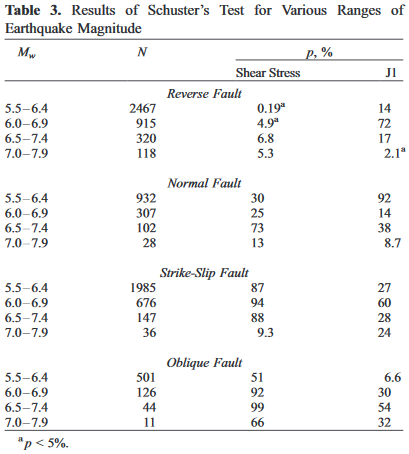 Table 3. Results of Schuster's Test for Various Ranges of
Earthquake Magnitude
Mw N p, %
Shear Stress J1
Reverse Fault
5.5–6.4 2467 0.19a 14
6.0–6.9 915 4.9a 72
6.5–7.4 320 6.8 17
7.0–7.9 118 5.3 2.1a
Normal Fault
5.5–6.4 932 30 92
6.0–6.9 307 25 14
6.5–7.4 102 73 38
7.0–7.9 28 13 8.7
Strike-Slip Fault
5.5–6.4 1985 87 27
6.0–6.9 676 94 60
6.5–7.4 147 88 28
7.0–7.9 36 9.3 24
Oblique Fault
5.5–6.4 501 51 6.6
6.0–6.9 126 92 30
6.5–7.4 44 99 54
7.0–7.9 11 66 32
ap < 5%.